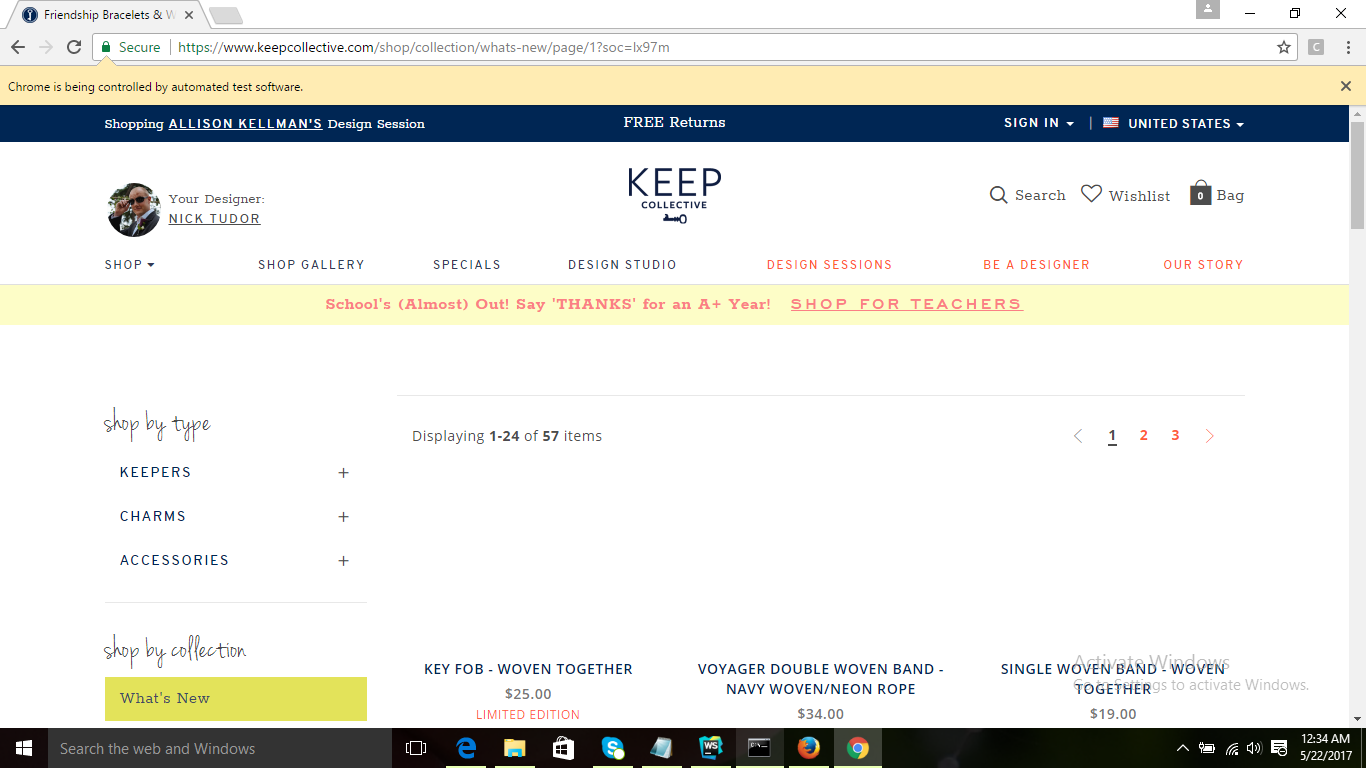 Friendship Bracelets & W
Secure
https://www.keepcollective.com/shop/collection/whats-new/page/1?soc=lx97m
C
Chrome is being controlled by automated test software.
Shopping ALLISON KELLMAN'S Design Session
FREE Returns
SIGN IN | UNITED STATES
Your Designer:
NICK TUDOR
KEEP
COLLECTIVE
Search
Wishlist
0 Bag
SHOP
SHOP GALLERY
SPECIALS
DESIGN STUDIO
DESIGN SESSIONS
BE A DESIGNER
OUR STORY
School's (Almost) Out! Say 'THANKS' for an A+ Year! SHOP FOR TEACHERS
shop by type
KEEPERS +
CHARMS +
ACCESSORIES +
shop by collection
What's New
Displaying 1-24 of 57 items
1 2 3
KEY FOB - WOVEN TOGETHER
$25.00
LIMITED EDITION
VOYAGER DOUBLE WOVEN BAND -
NAVY WOVEN/NEON ROPE
$34.00
SINGLE WOVEN BAND - WOVEN
TOGETHER
$19.00
Activate Windows
Go to Settings to activate Windows.
Search the web and Windows
WS
12:34 AM
5/22/2017